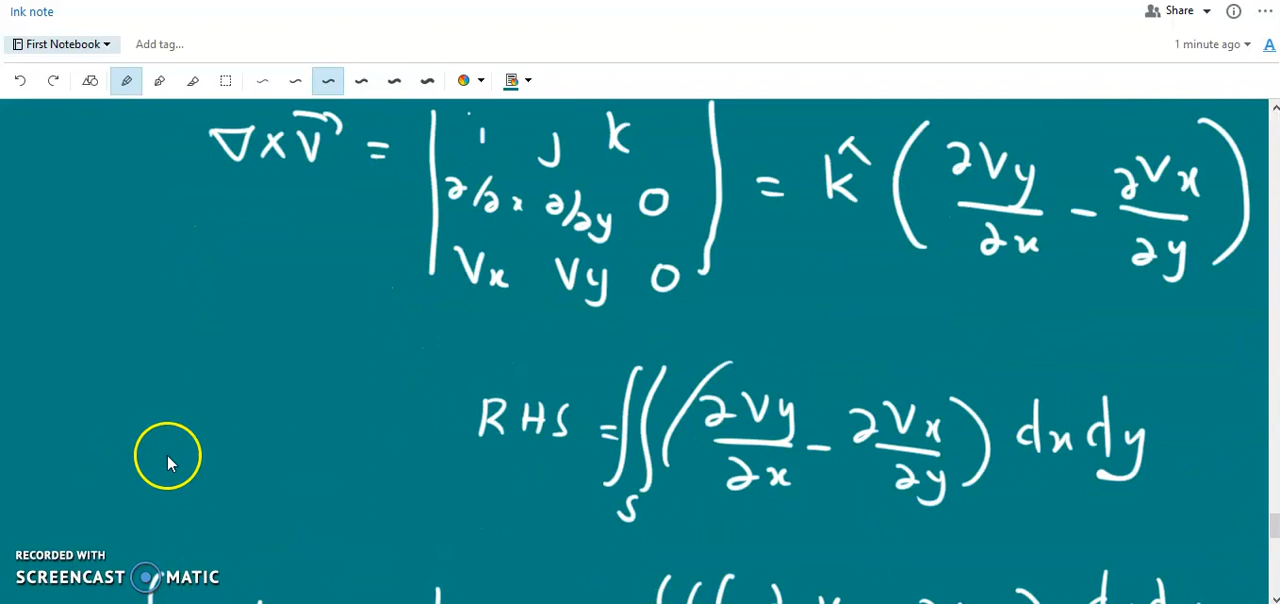 Ink note
Share
First Notebook
Add tag...
1 minute ago
A
∇ × V⃗ = | i j k | = k̂ ( ∂Vy/∂x − ∂Vx/∂y )
∂/∂x ∂/∂y 0
Vx Vy 0
RHS = ∬ ( ∂Vy/∂x − ∂Vx/∂y ) dx dy
S
RECORDED WITH
SCREENCAST MATIC